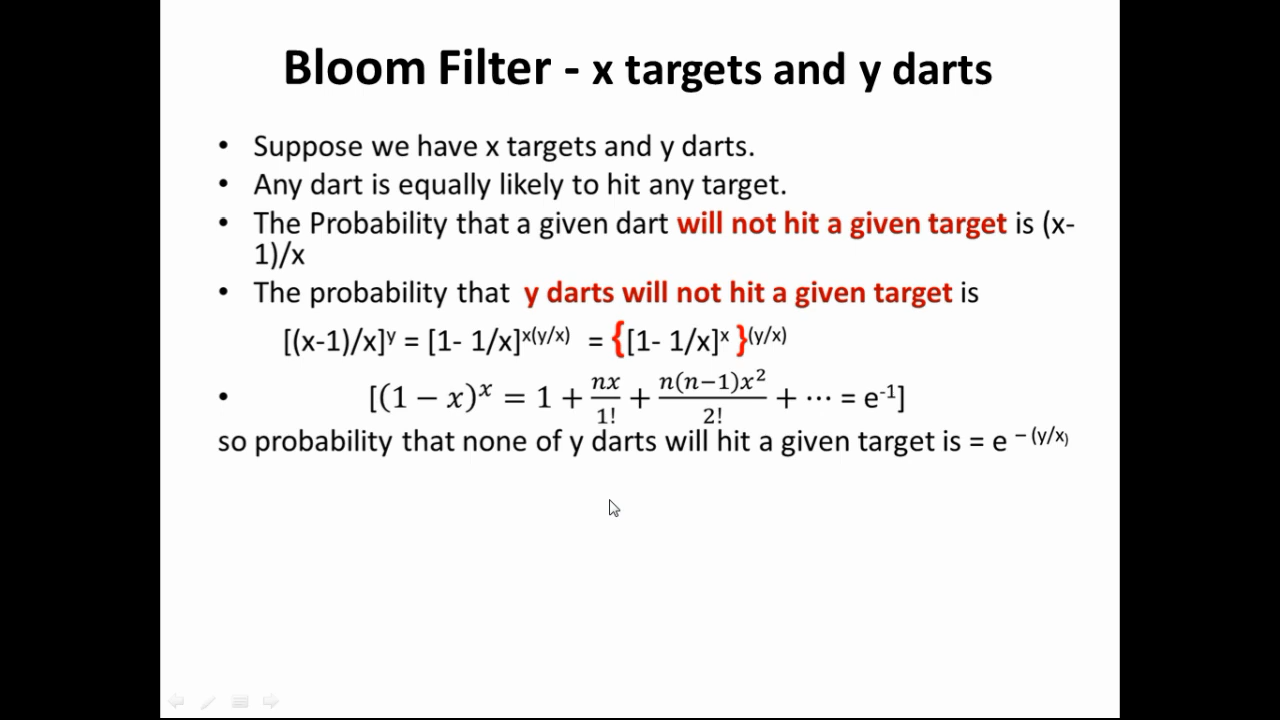 Bloom Filter - x targets and y darts
• Suppose we have x targets and y darts.
• Any dart is equally likely to hit any target.
• The Probability that a given dart will not hit a given target is (x-
1)/x
• The probability that y darts will not hit a given target is
[(x-1)/x]ʸ = [1- 1/x]ˣ⁽ʸ/ˣ⁾ = {[1- 1/x]ˣ }⁽ʸ/ˣ⁾
• [(1 − x)ˣ = 1 + nx/1! + n(n−1)x²/2! + ⋯ = e⁻¹]
so probability that none of y darts will hit a given target is = e ⁻ ⁽ʸ/ˣ⁾